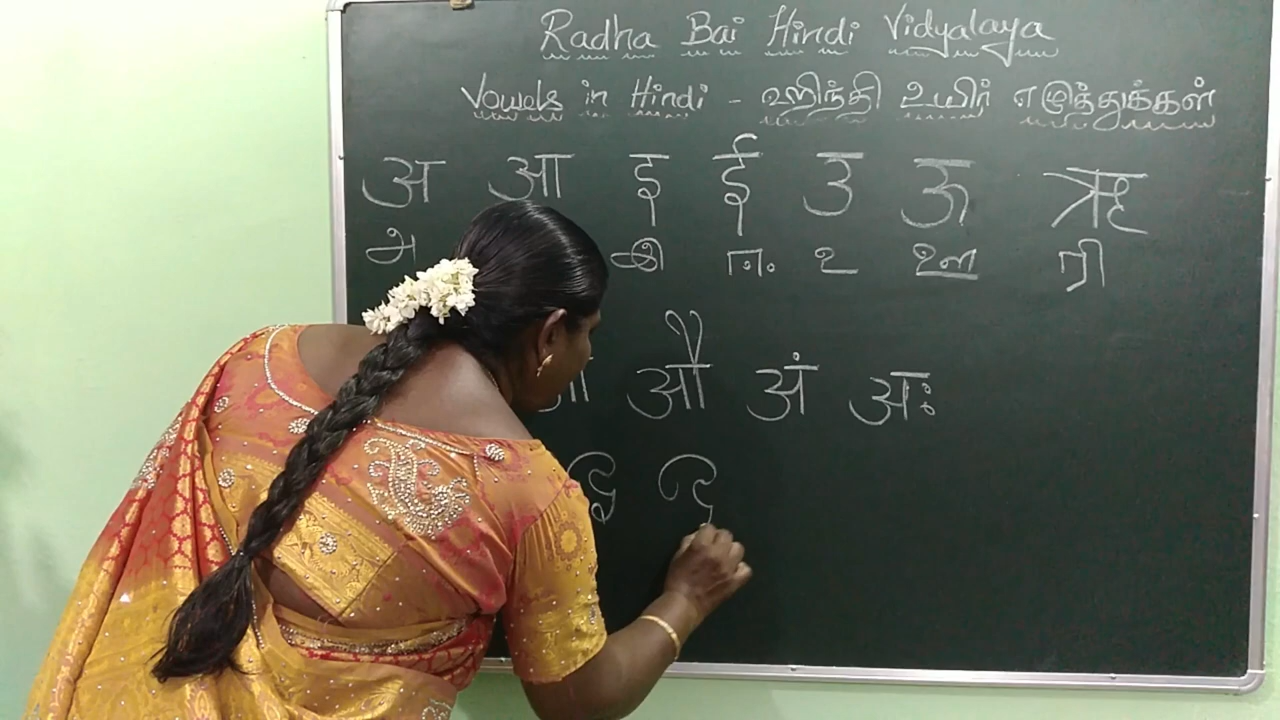 Radha Bai Hindi Vidyalaya
Vowels in Hindi - ஹிந்தி உயிர் எழுத்துக்கள்
अ आ इ ई उ ऊ ऋ
அ இ ஈ உ ஊ ரி
औ अं अः
ஓ